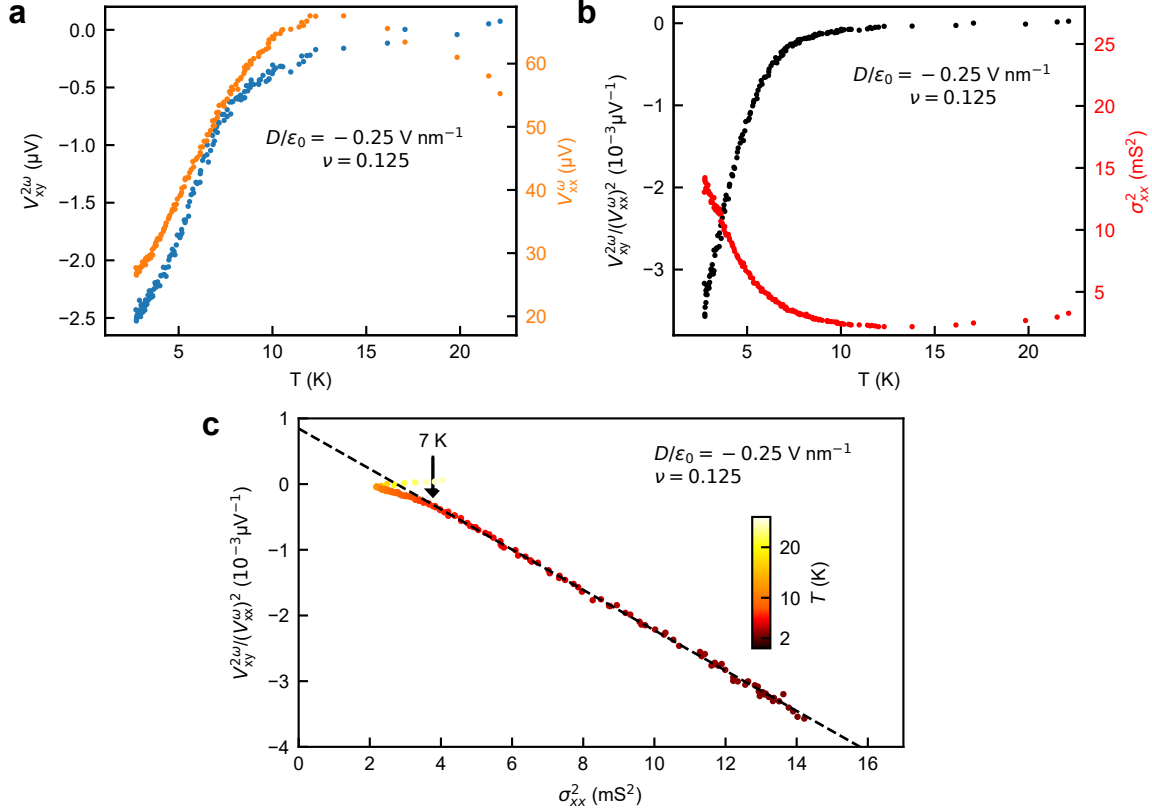 a
0.0
−0.5
−1.0
−1.5
−2.0
−2.5
V_xy^2ω (μV)
D/ε₀ = − 0.25 V nm⁻¹
ν = 0.125
60
50
40
30
20
V_xx^ω (μV)
5 10 15 20
T (K)
b
0
−1
−2
−3
V_xy^2ω/(V_xx^ω)² (10⁻³μV⁻¹)
D/ε₀ = − 0.25 V nm⁻¹
ν = 0.125
25
20
15
10
5
σ_xx² (mS²)
5 10 15 20
T (K)
c
1
0
−1
−2
−3
−4
V_xy^2ω/(V_xx^ω)² (10⁻³μV⁻¹)
7 K
D/ε₀ = − 0.25 V nm⁻¹
ν = 0.125
20
10
2
T (K)
0 2 4 6 8 10 12 14 16
σ_xx² (mS²)